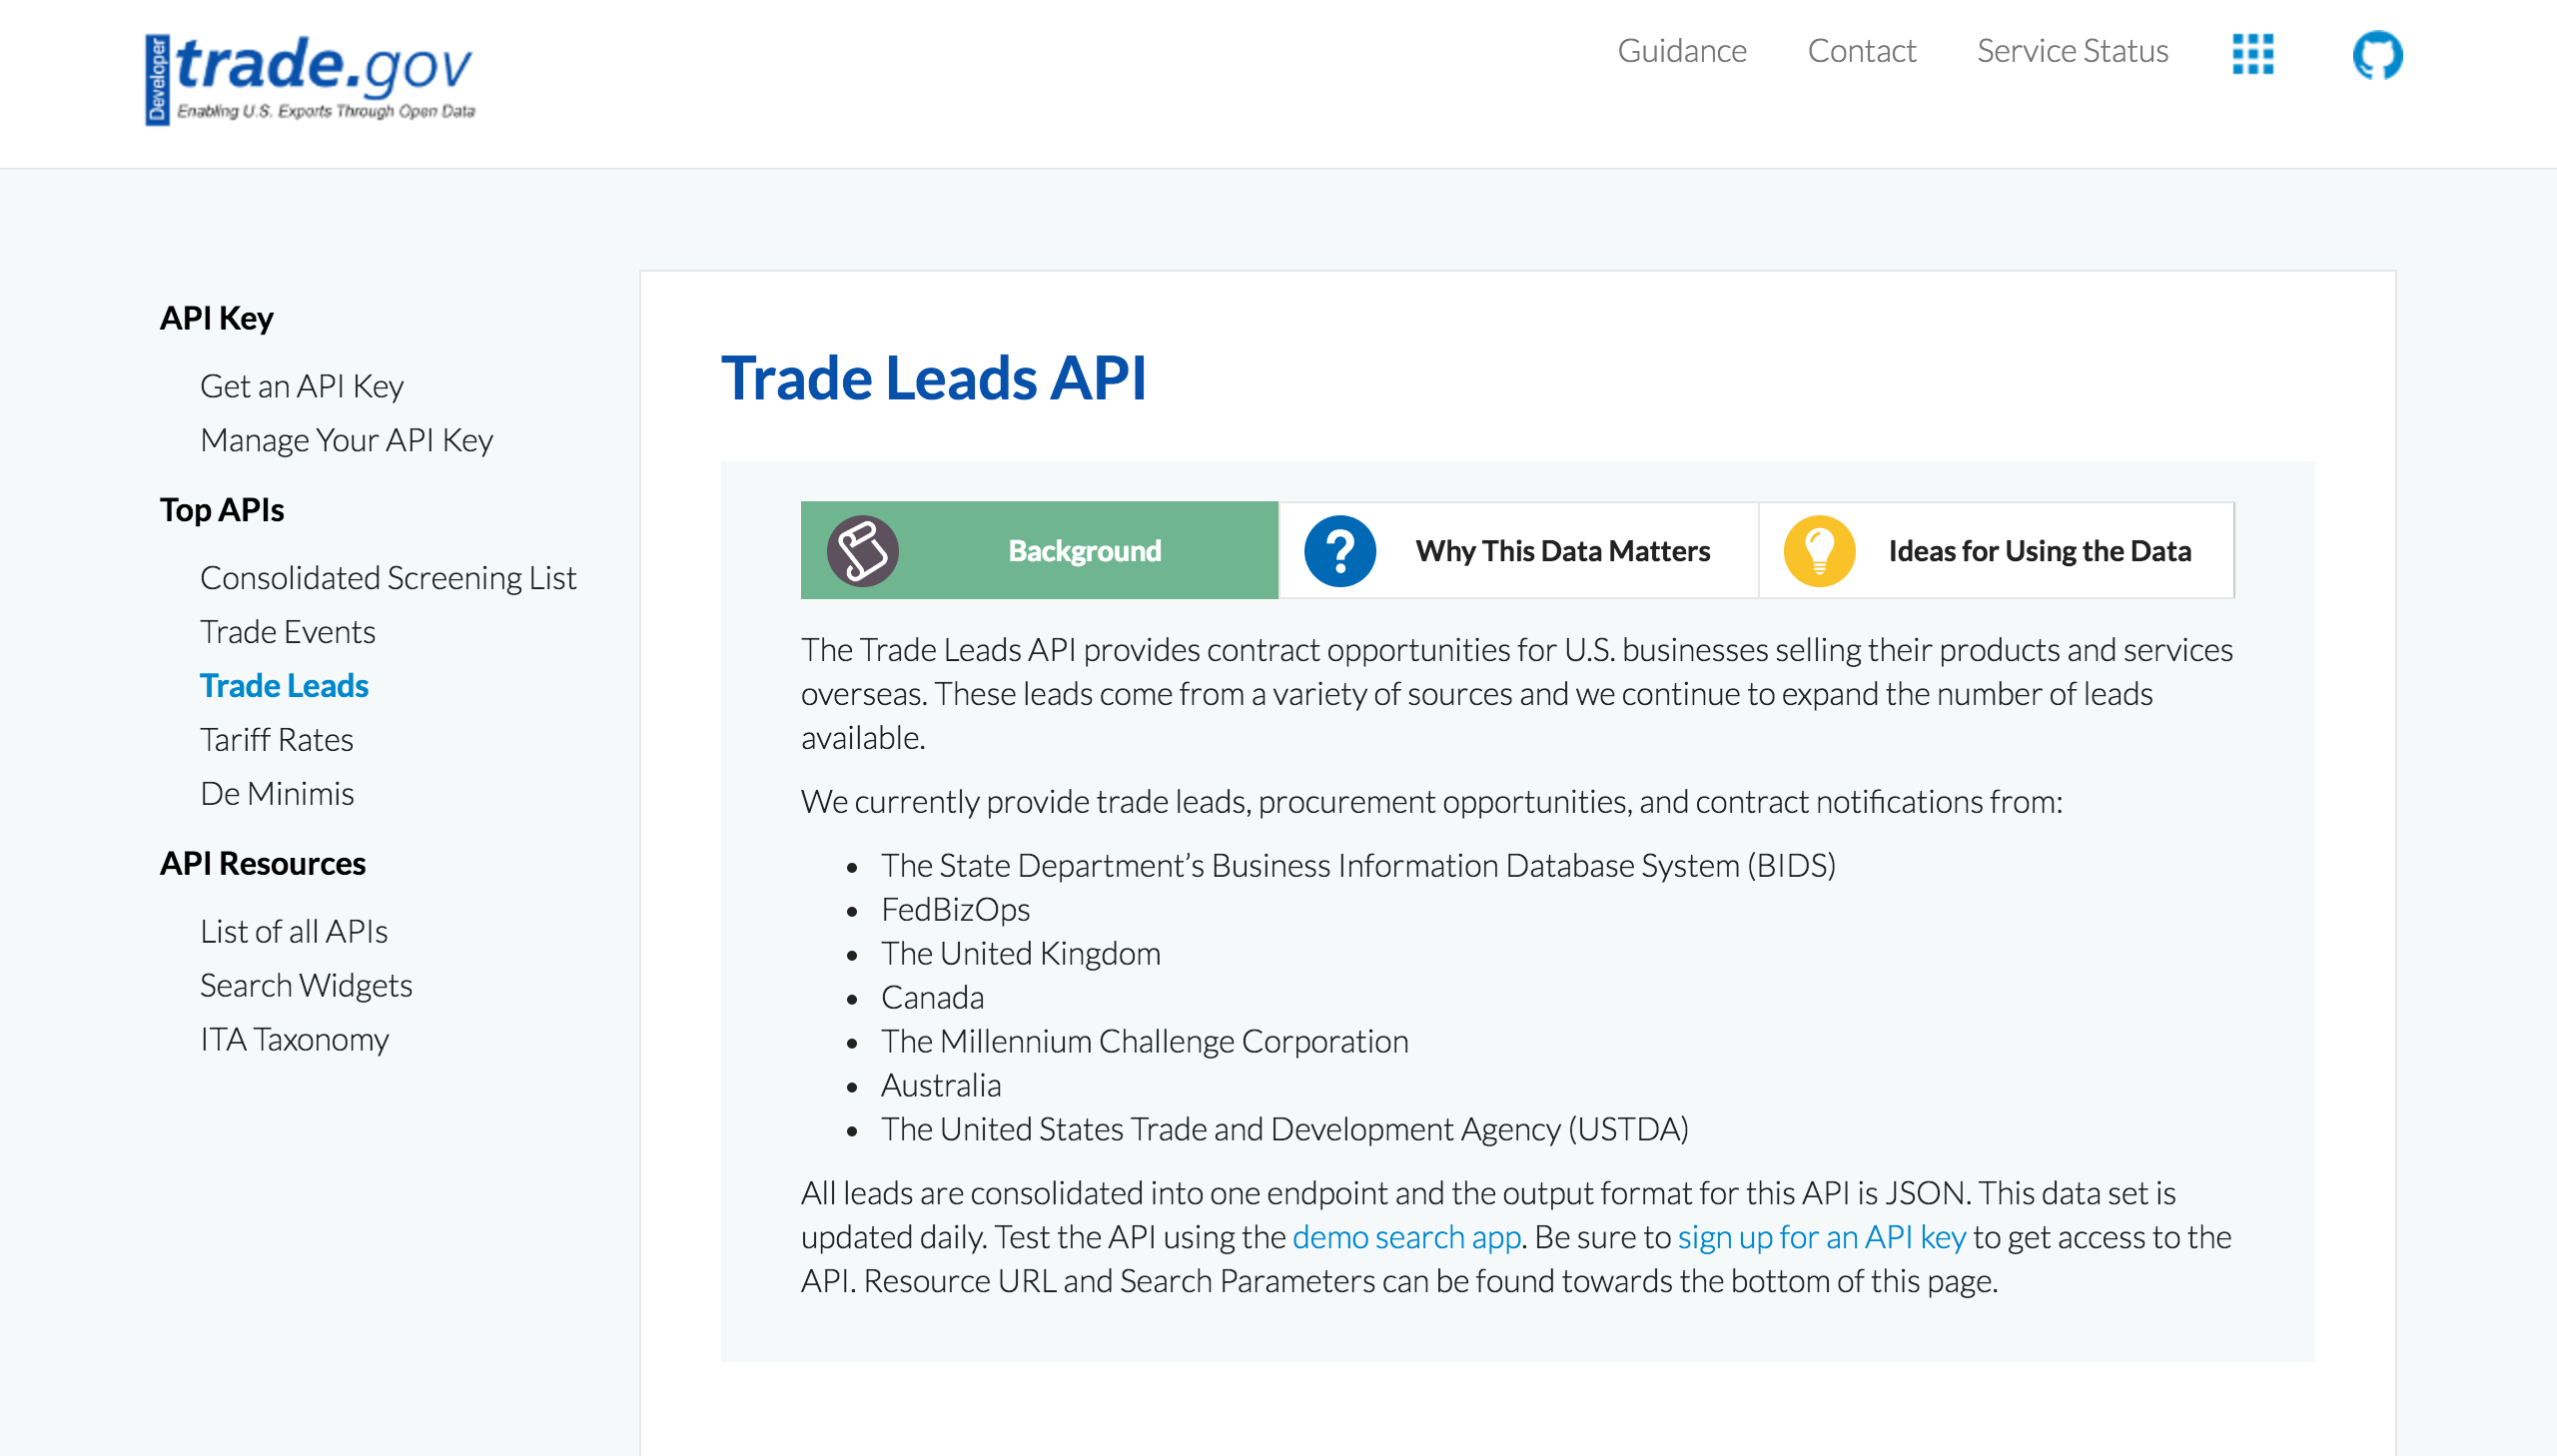 Developer
trade.gov
Enabling U.S. Exports Through Open Data
Guidance
Contact
Service Status
API Key
Get an API Key
Manage Your API Key
Top APIs
Consolidated Screening List
Trade Events
Trade Leads
Tariff Rates
De Minimis
API Resources
List of all APIs
Search Widgets
ITA Taxonomy
Trade Leads API
Background
Why This Data Matters
Ideas for Using the Data
The Trade Leads API provides contract opportunities for U.S. businesses selling their products and services
overseas. These leads come from a variety of sources and we continue to expand the number of leads
available.
We currently provide trade leads, procurement opportunities, and contract notifications from:
• The State Department’s Business Information Database System (BIDS)
• FedBizOps
• The United Kingdom
• Canada
• The Millennium Challenge Corporation
• Australia
• The United States Trade and Development Agency (USTDA)
All leads are consolidated into one endpoint and the output format for this API is JSON. This data set is
updated daily. Test the API using the demo search app. Be sure to sign up for an API key to get access to the
API. Resource URL and Search Parameters can be found towards the bottom of this page.